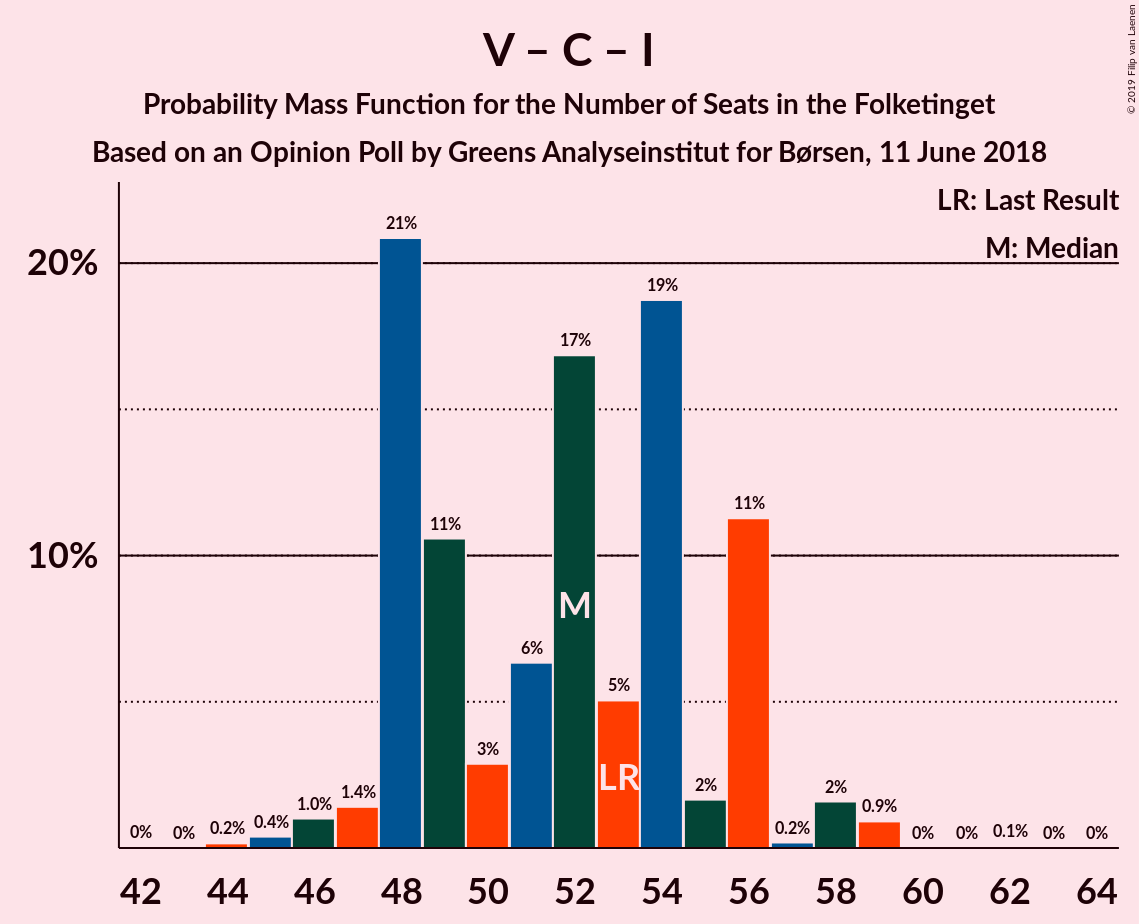 V – C – I
Probability Mass Function for the Number of Seats in the Folketinget
Based on an Opinion Poll by Greens Analyseinstitut for Børsen, 11 June 2018
© 2019 Filip van Laenen
LR: Last Result
M: Median
20%
10%
0% 0% 0.2% 0.4% 1.0% 1.4% 21% 11% 3% 6% 17% 5% 19% 2% 11% 0.2% 2% 0.9% 0% 0% 0.1% 0% 0%
M
LR
42 44 46 48 50 52 54 56 58 60 62 64